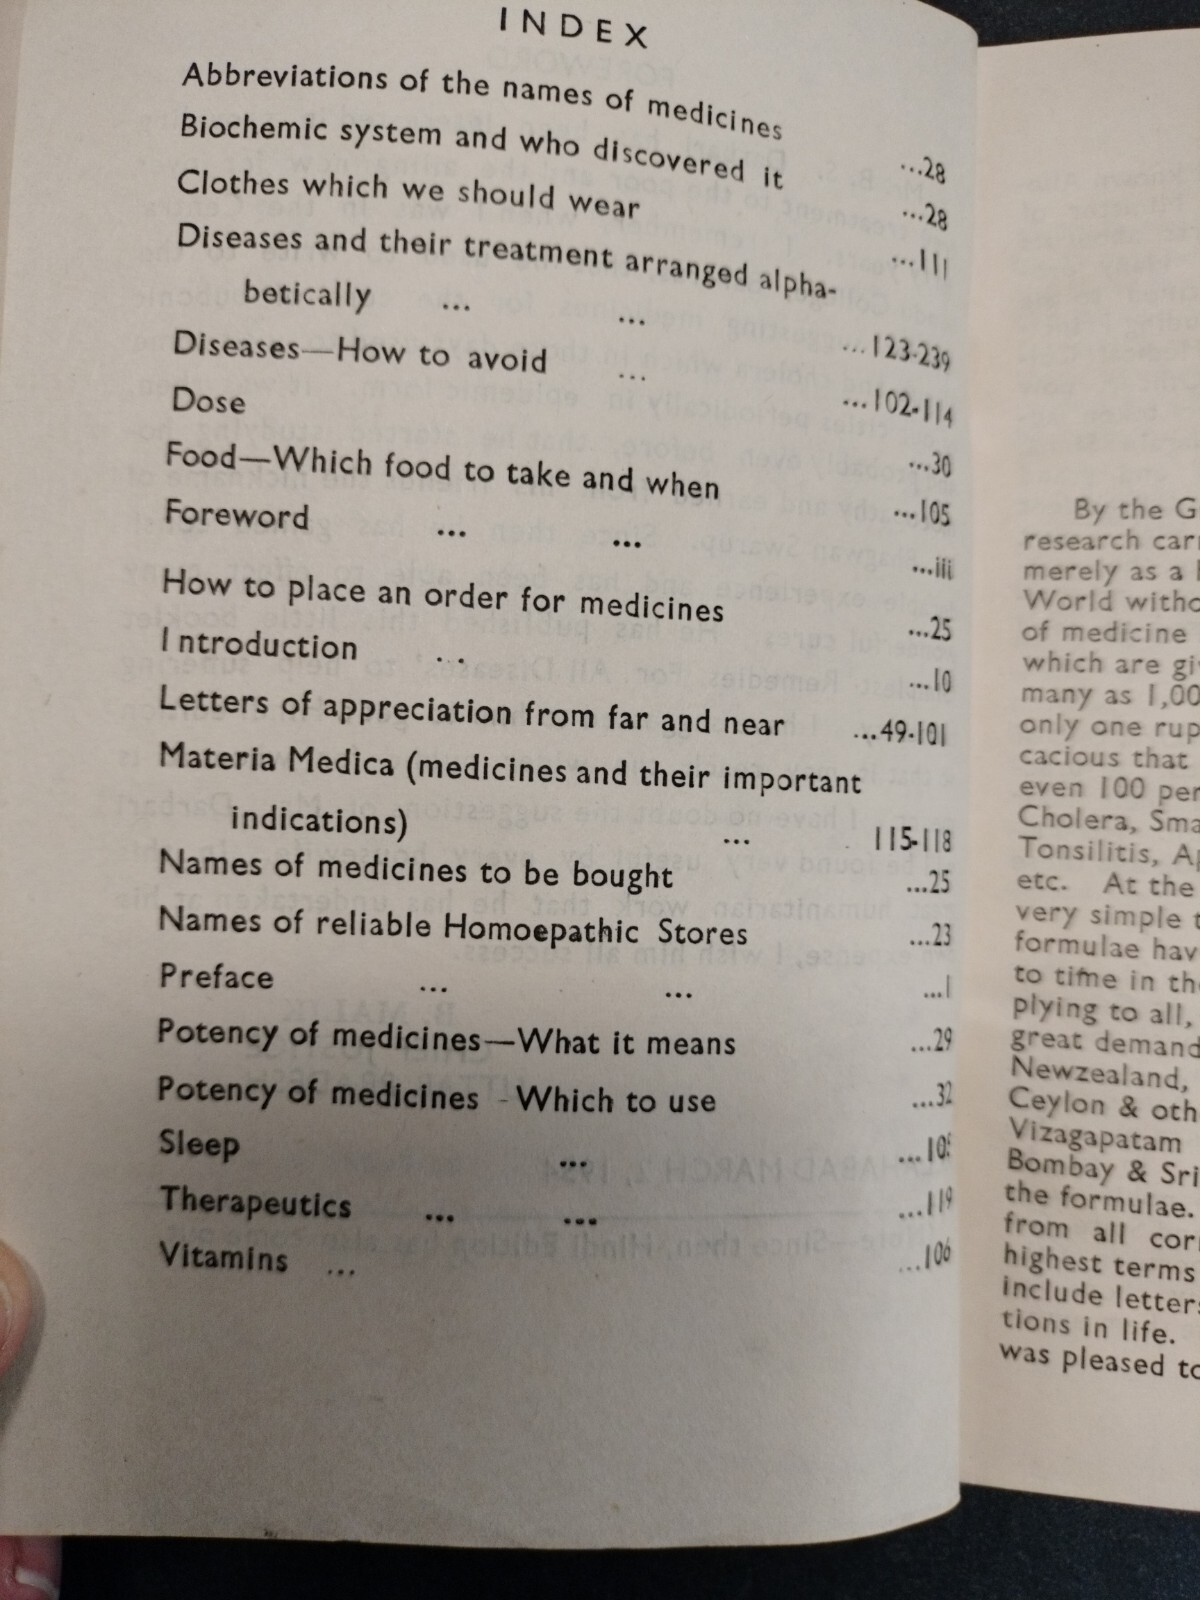 INDEX
Abbreviations of the names of medicines ...28
Biochemic system and who discovered it ...28
Clothes which we should wear ...111
Diseases and their treatment arranged alpha-
betically ... ... ...123-239
Diseases—How to avoid ... ...102-114
Dose ...30
Food—Which food to take and when ...105
Foreword ... ... ...iii
How to place an order for medicines ...25
Introduction ... ...10
Letters of appreciation from far and near ...49-101
Materia Medica (medicines and their important
indications) ... 115-118
Names of medicines to be bought ...25
Names of reliable Homoepathic Stores ...23
Preface ... ... ...1
Potency of medicines—What it means ...29
Potency of medicines - Which to use ...32
Sleep ... ...105
Therapeutics ... ... ...119
Vitamins ... ...106
By the G
research carr
merely as a
World witho
of medicine
which are gi
many as 1,00
only one rup
cacious that
even 100 per
Cholera, Sma
Tonsilitis, Ap
etc. At the
very simple t
formulae hav
to time in th
plying to all,
great demand
Newzealand,
Ceylon & oth
Vizagapatam
Bombay & Sri
the formulae.
from all corn
highest terms
include letters
tions in life.
was pleased to